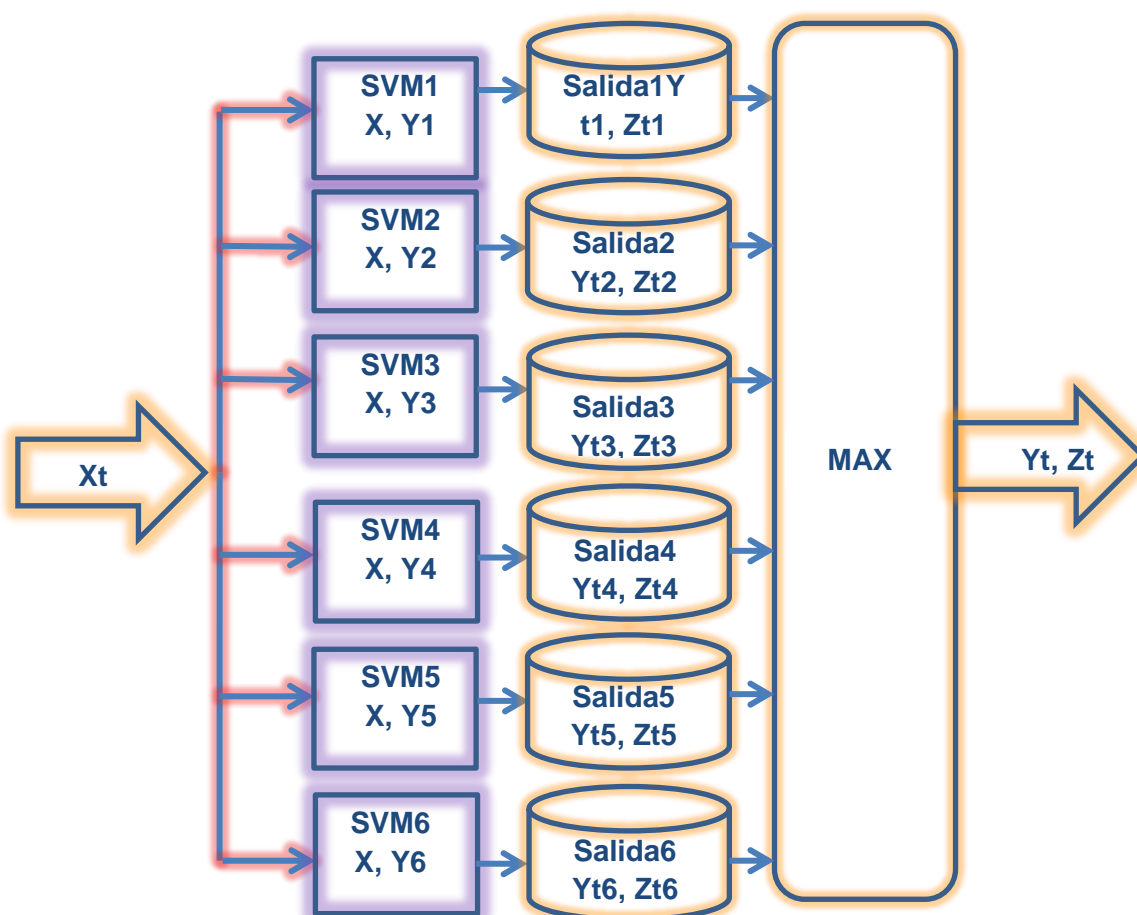 SVM1
X, Y1
Salida1Y
t1, Zt1
SVM2
X, Y2
Salida2
Yt2, Zt2
SVM3
X, Y3
Salida3
Yt3, Zt3
Xt
MAX
Yt, Zt
SVM4
X, Y4
Salida4
Yt4, Zt4
SVM5
X, Y5
Salida5
Yt5, Zt5
SVM6
X, Y6
Salida6
Yt6, Zt6